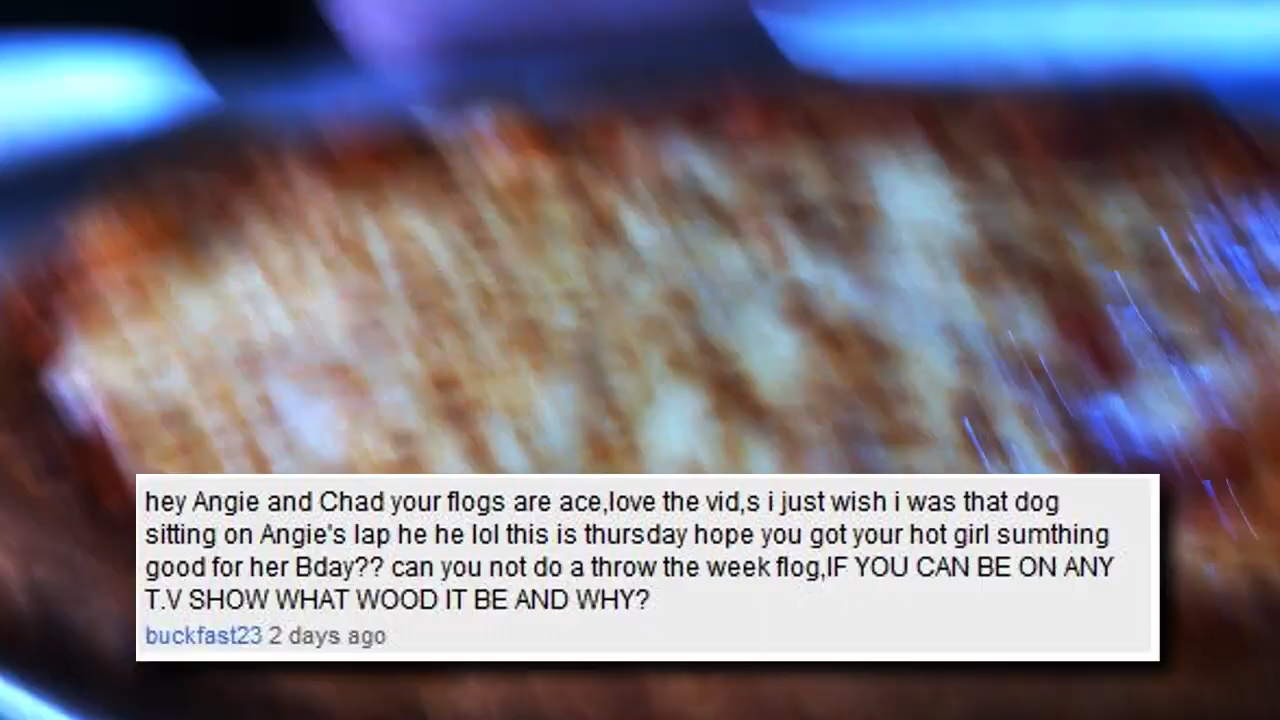 hey Angie and Chad your flogs are ace,love the vid,s i just wish i was that dog
sitting on Angie's lap he he lol this is thursday hope you got your hot girl sumthing
good for her Bday?? can you not do a throw the week flog,IF YOU CAN BE ON ANY
T.V SHOW WHAT WOOD IT BE AND WHY?
buckfast23 2 days ago